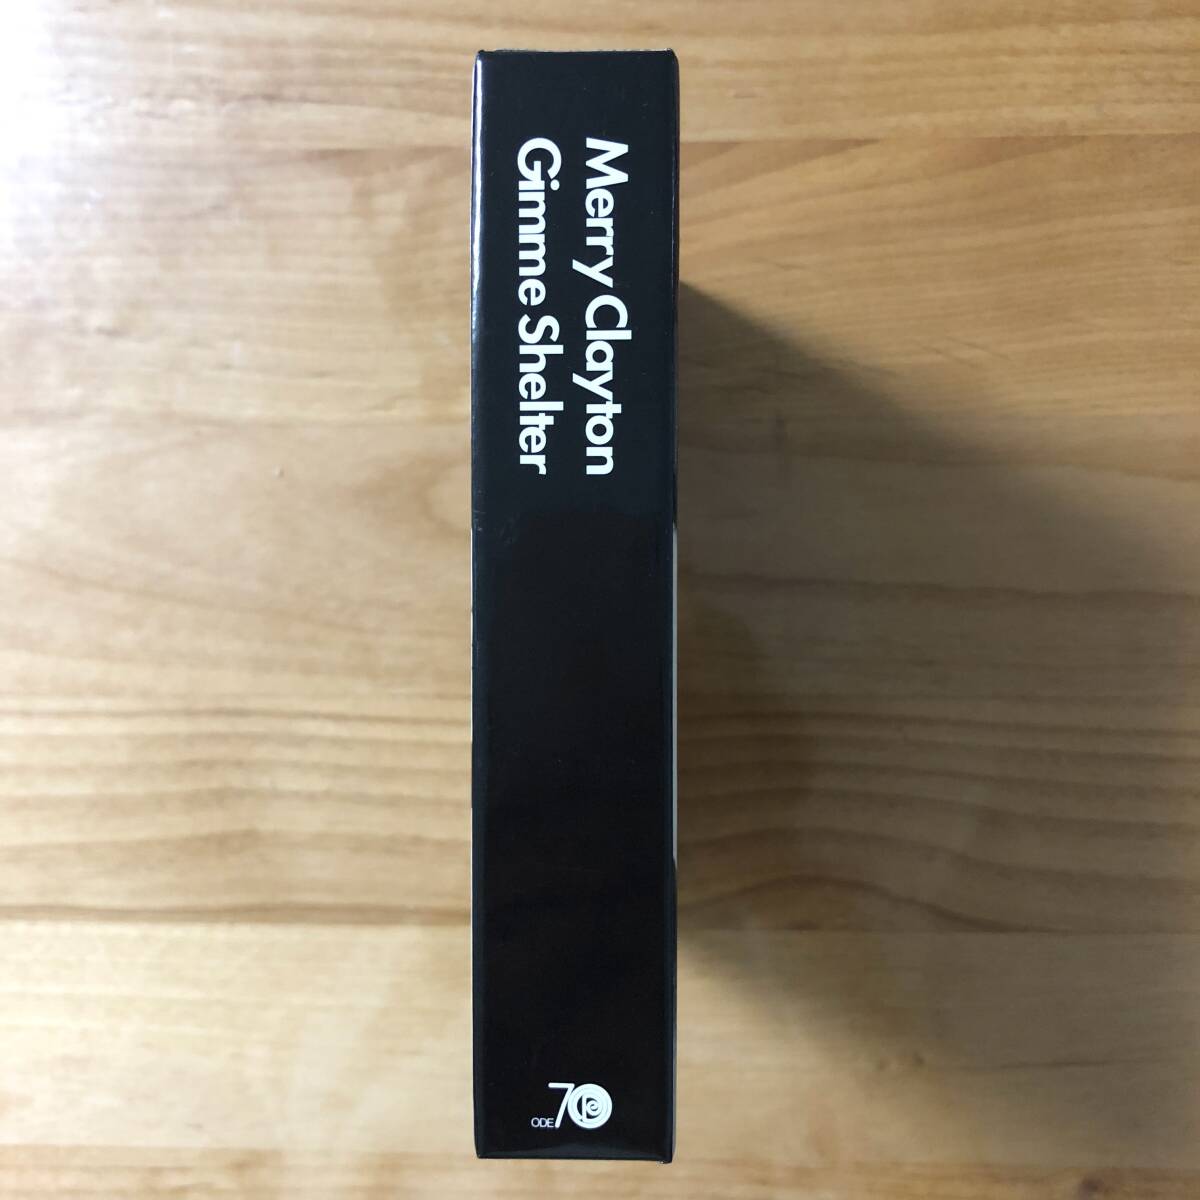 Merry Clayton
Gimme Shelter
ODE 70